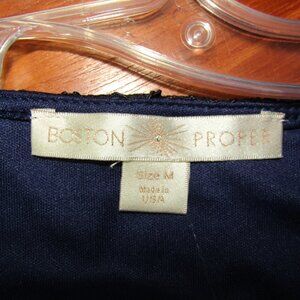 BOSTON PROPER
Size M
Made in
USA